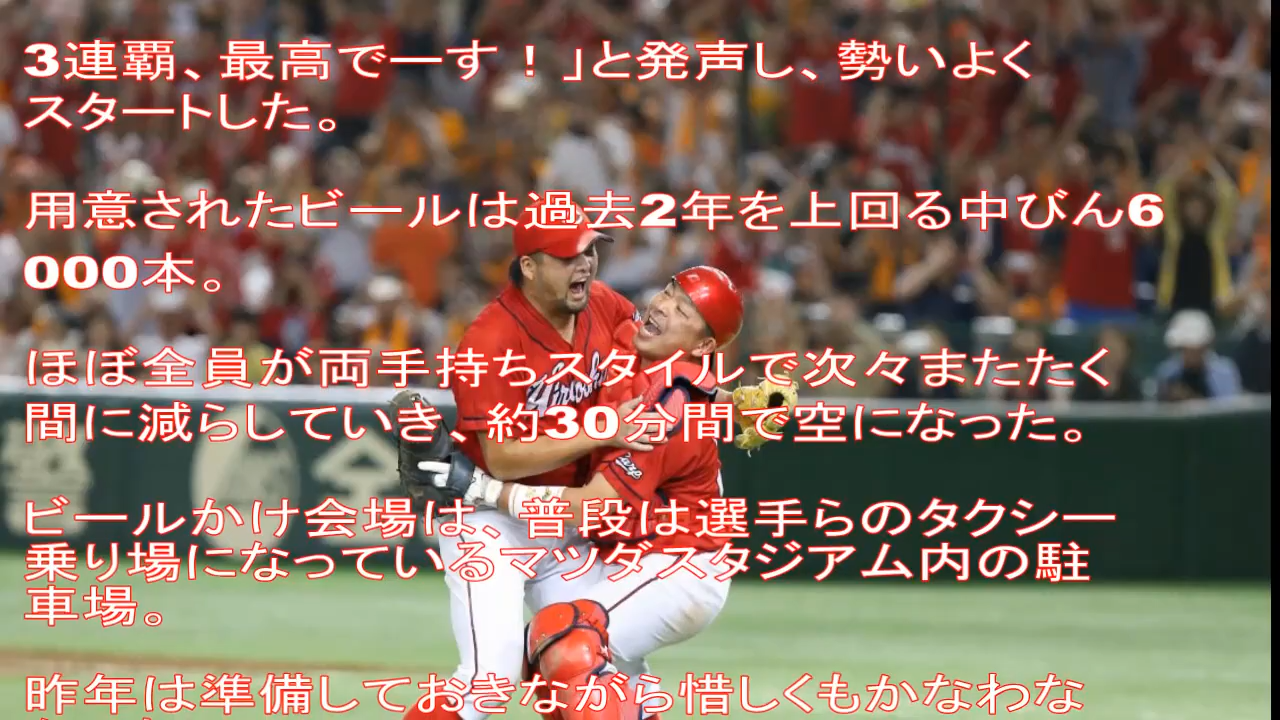 3連覇、最高でーす！」と発声し、勢いよく
スタートした。
用意されたビールは過去2年を上回る中びん6
000本。
ほぼ全員が両手持ちスタイルで次々またたく
間に減らしていき、約30分間で空になった。
ビールかけ会場は、普段は選手らのタクシー
乗り場になっているマツダスタジアム内の駐
車場。
昨年は準備しておきながら惜しくもかなわな
Hiroshima
Carp